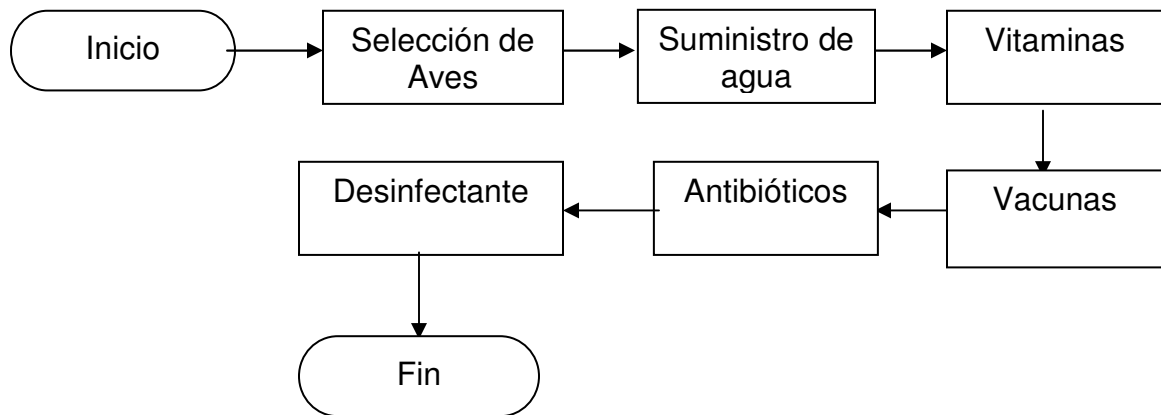 Inicio
Selección de
Aves
Suministro de
agua
Vitaminas
Vacunas
Antibióticos
Desinfectante
Fin